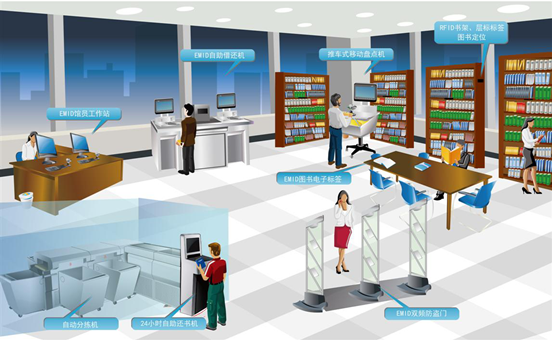 RFID书架、层标标签
图书定位
EMID自助借还机
推车式移动盘点机
EMID馆员工作站
EMID图书电子标签
EMID双频防盗门
自动分拣机
24小时自助还书机